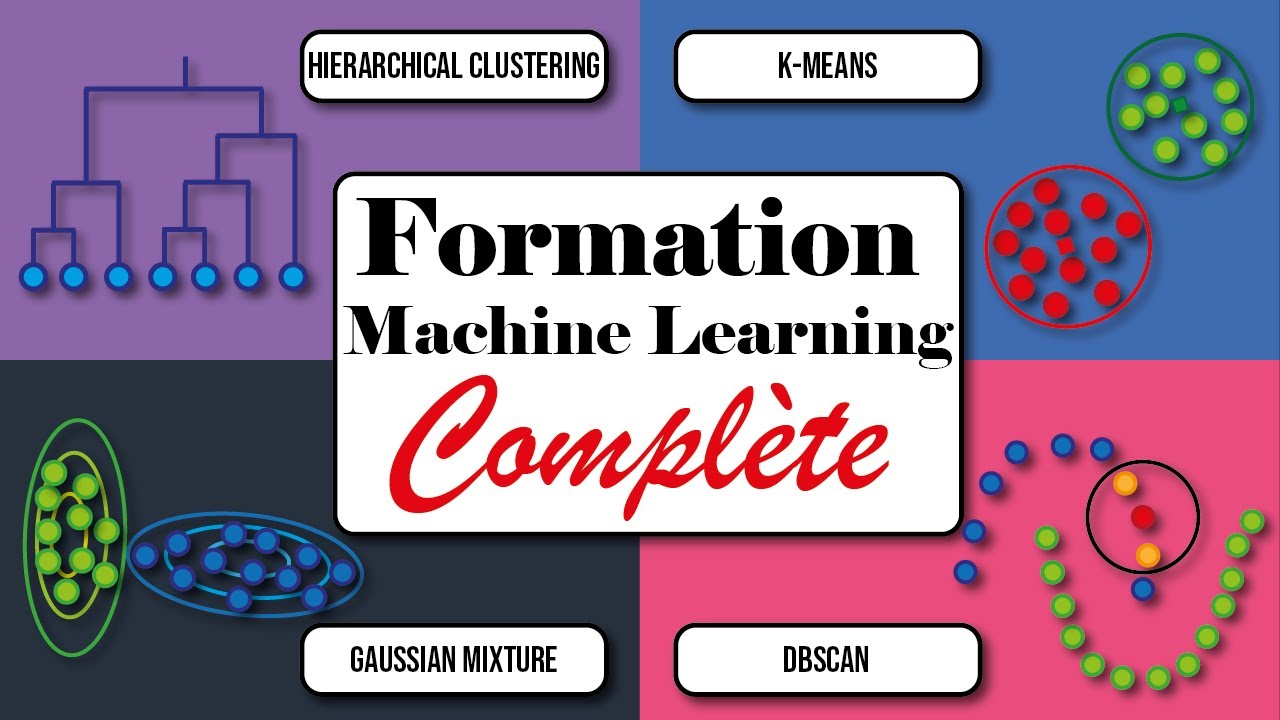 HIERARCHICAL CLUSTERING
K-MEANS
Formation
Machine Learning
Complète
GAUSSIAN MIXTURE
DBSCAN